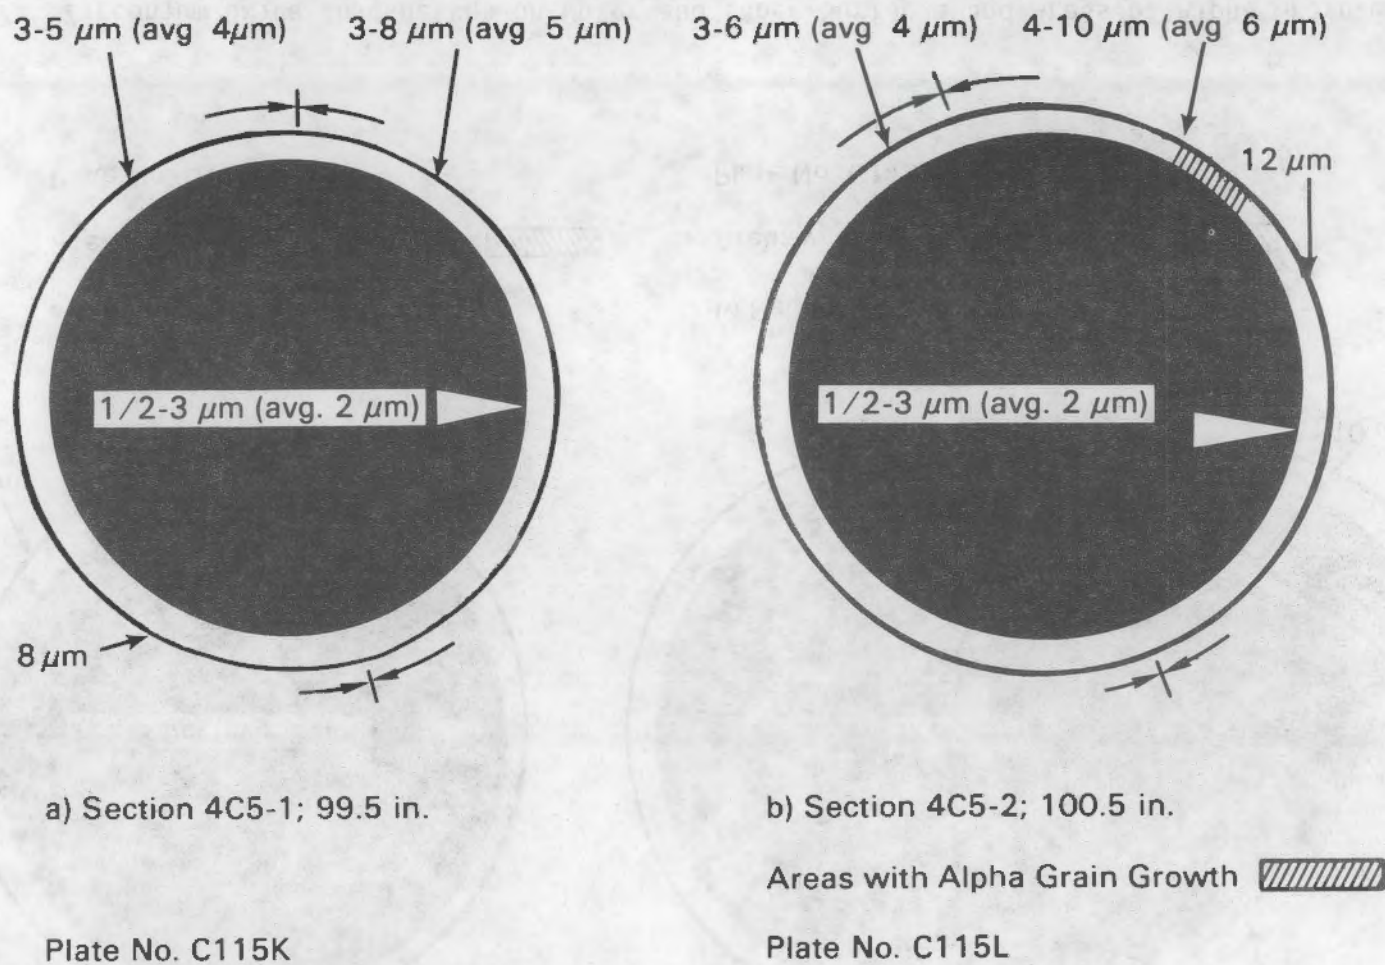 3-5 μm (avg 4μm)
3-8 μm (avg 5 μm)
3-6 μm (avg 4 μm)
4-10 μm (avg 6 μm)
12 μm
1/2-3 μm (avg. 2 μm)
1/2-3 μm (avg. 2 μm)
8 μm
a) Section 4C5-1; 99.5 in.
b) Section 4C5-2; 100.5 in.
Areas with Alpha Grain Growth
Plate No. C115K
Plate No. C115L